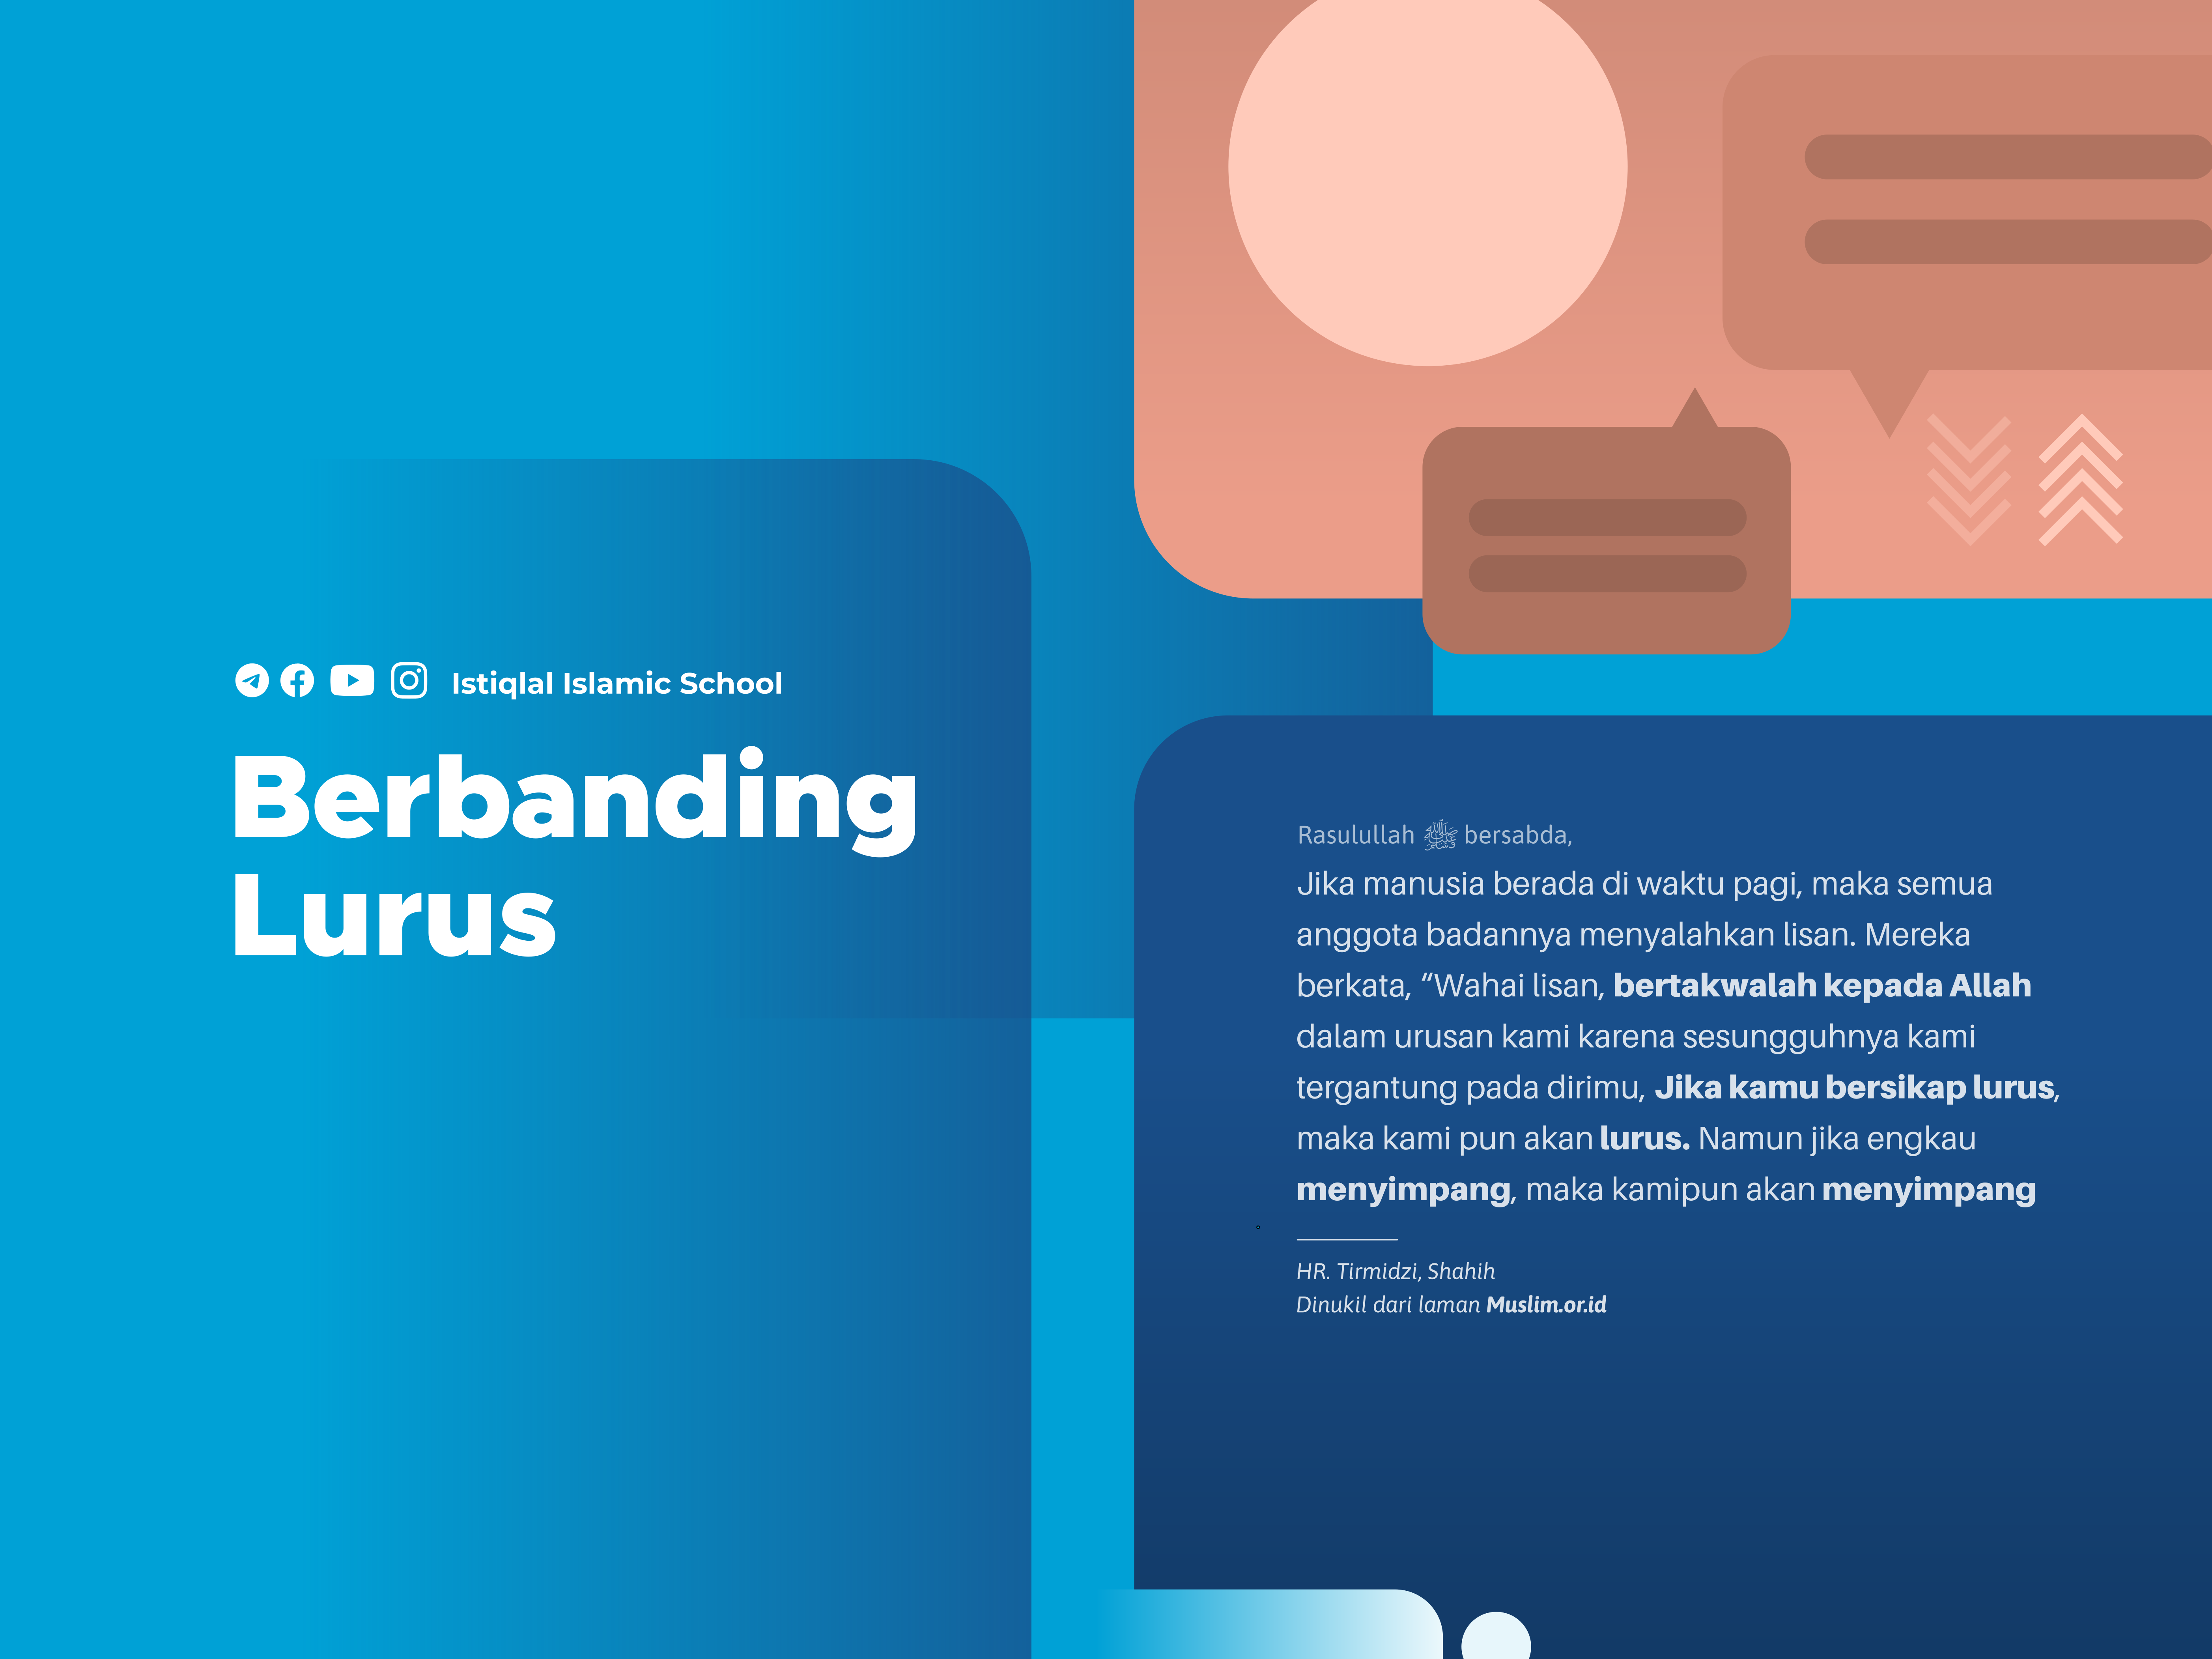 Istiqlal Islamic School
Berbanding
Lurus
Rasulullah ﷺ bersabda,
Jika manusia berada di waktu pagi, maka semua
anggota badannya menyalahkan lisan. Mereka
berkata, “Wahai lisan, bertakwalah kepada Allah
dalam urusan kami karena sesungguhnya kami
tergantung pada dirimu, Jika kamu bersikap lurus,
maka kami pun akan lurus. Namun jika engkau
menyimpang, maka kamipun akan menyimpang
HR. Tirmidzi, Shahih
Dinukil dari laman Muslim.or.id